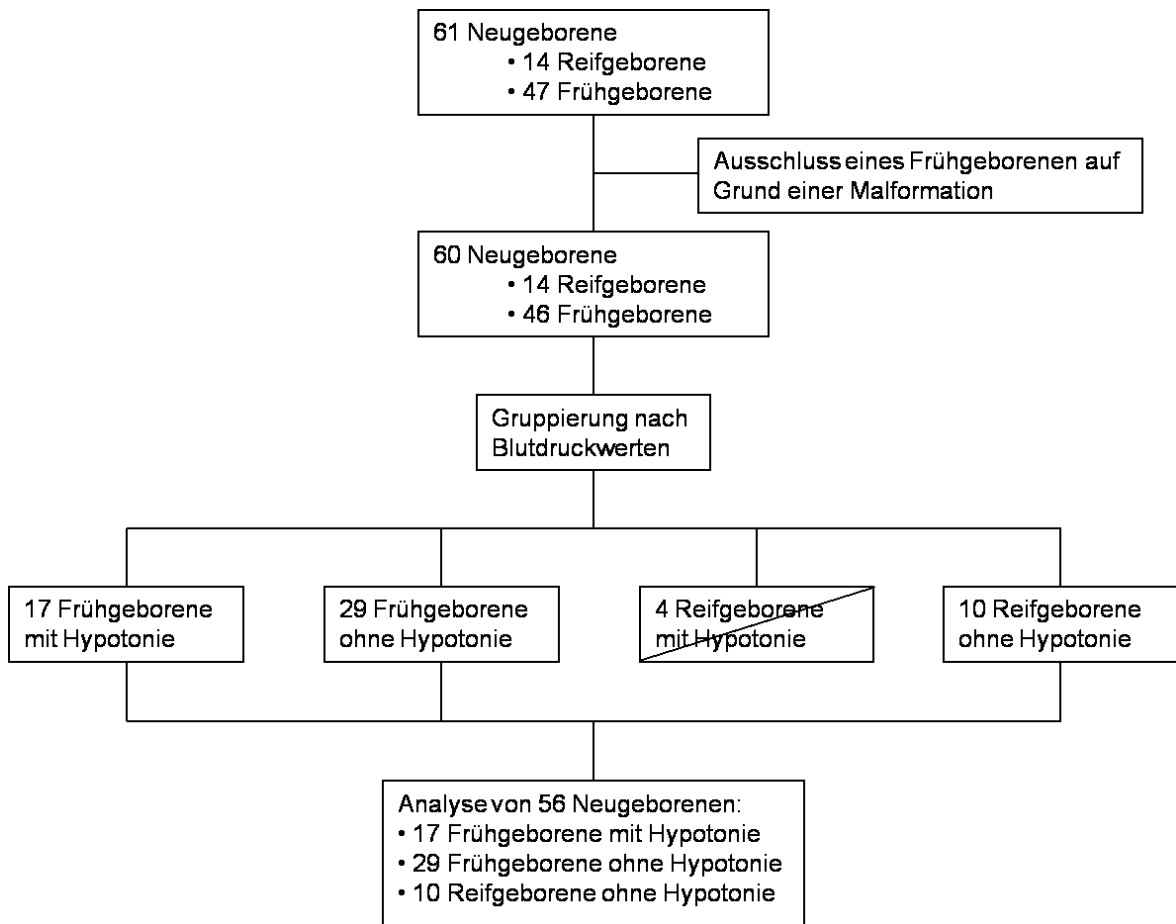 61 Neugeborene
• 14 Reifgeborene
• 47 Frühgeborene
Ausschluss eines Frühgeborenen auf
Grund einer Malformation
60 Neugeborene
• 14 Reifgeborene
• 46 Frühgeborene
Gruppierung nach
Blutdruckwerten
17 Frühgeborene
mit Hypotonie
29 Frühgeborene
ohne Hypotonie
4 Reifgeborene
mit Hypotonie
10 Reifgeborene
ohne Hypotonie
Analyse von 56 Neugeborenen:
• 17 Frühgeborene mit Hypotonie
• 29 Frühgeborene ohne Hypotonie
• 10 Reifgeborene ohne Hypotonie